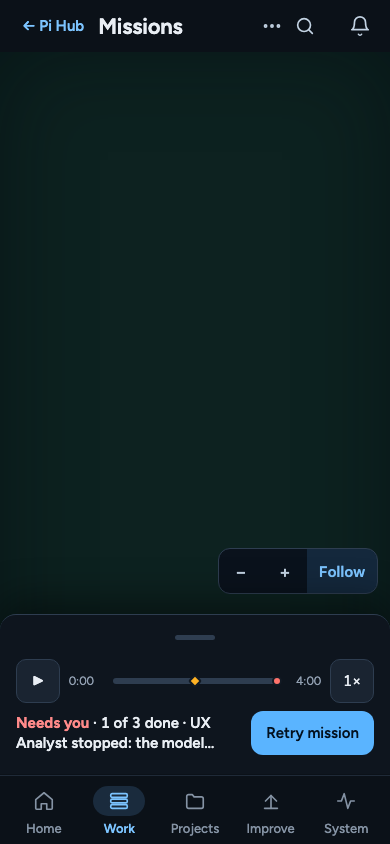 ← Pi Hub Missions
− + Follow
0:00 4:00 1×
Needs you · 1 of 3 done · UX
Analyst stopped: the model...
Retry mission
Home Work Projects Improve System